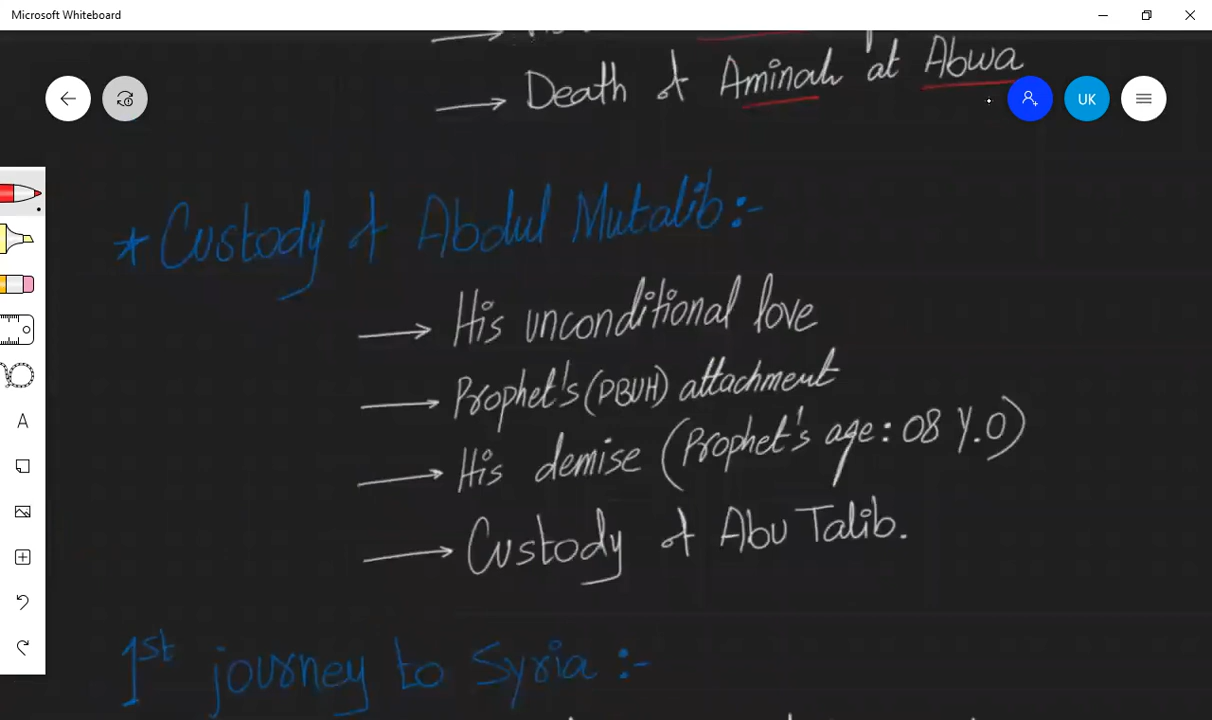 Microsoft Whiteboard
→ Death of Aminah at Abwa
UK
* Custody of Abdul Mutalib:-
→ His unconditional love
→ Prophet's (PBUH) attachment
→ His demise (Prophet's age: 08 Y.O)
→ Custody of Abu Talib.
A
1st journey to Syria :-